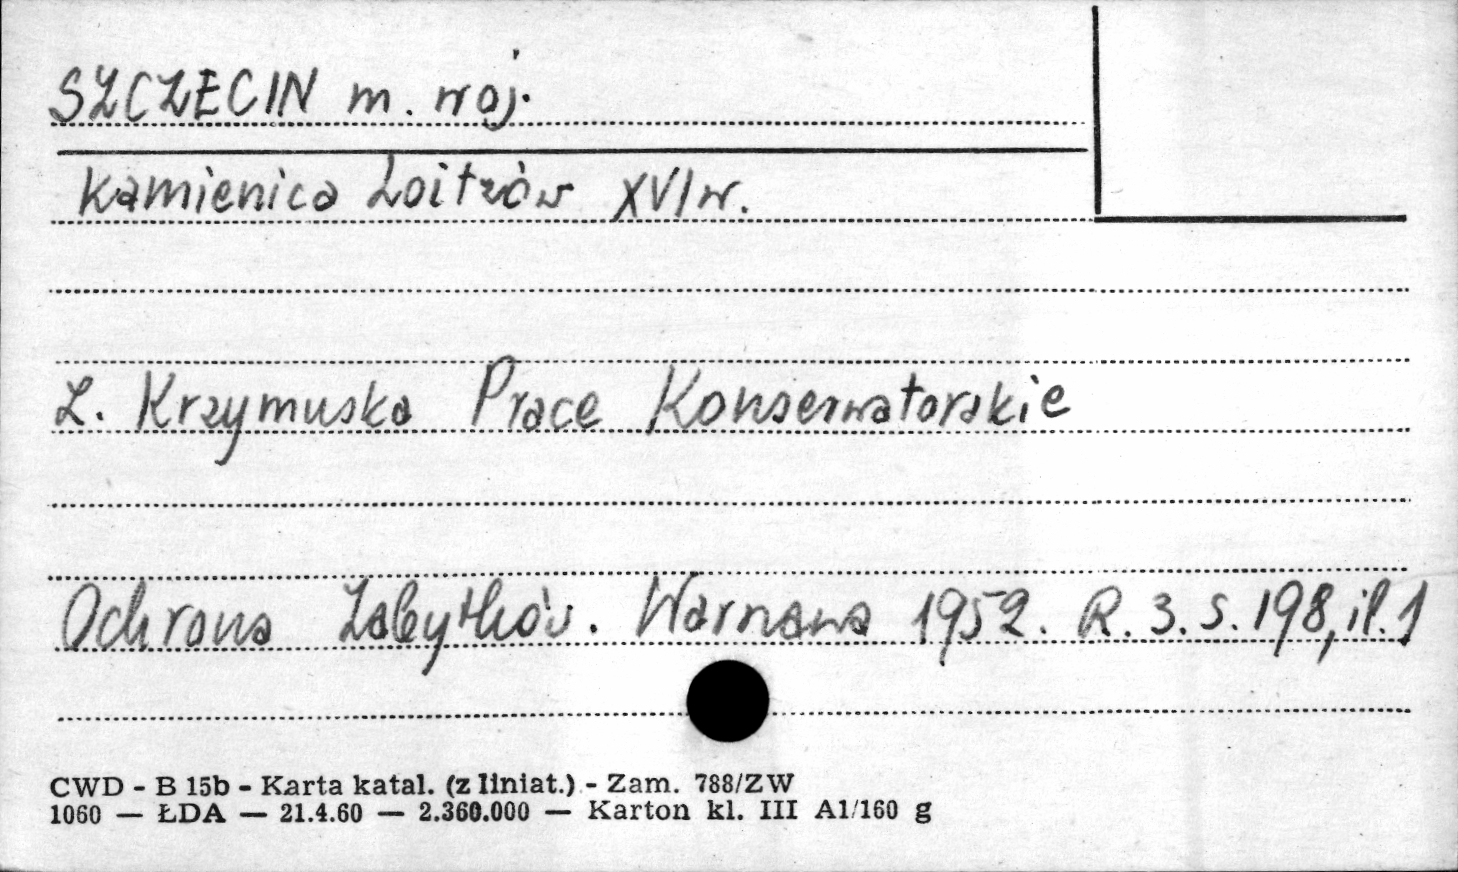 SZCZECIN m. woj.
Kamienica Loitzów XVI w.
Z. Krzymuska Prace Konserwatorskie
Ochrona Zabytków. Warszawa 1952. R. 3. s. 198, il. 1
CWD - B 15b - Karta katal. (z liniat.) - Zam. 788/ZW
1060 — ŁDA — 21.4.60 — 2.360.000 — Karton kl. III A1/160 g